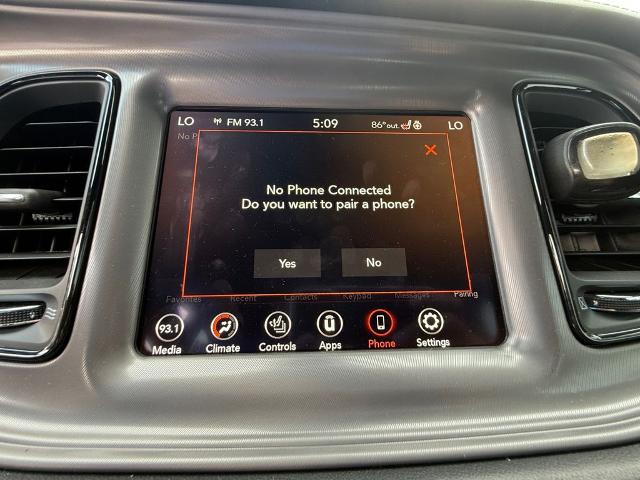 LO FM 93.1 5:09 86°out. LO
No P
No Phone Connected
Do you want to pair a phone?
Yes No
Favorites Recent Contacts Keypad Messages Pairing
93.1
Media Climate Controls Apps Phone Settings